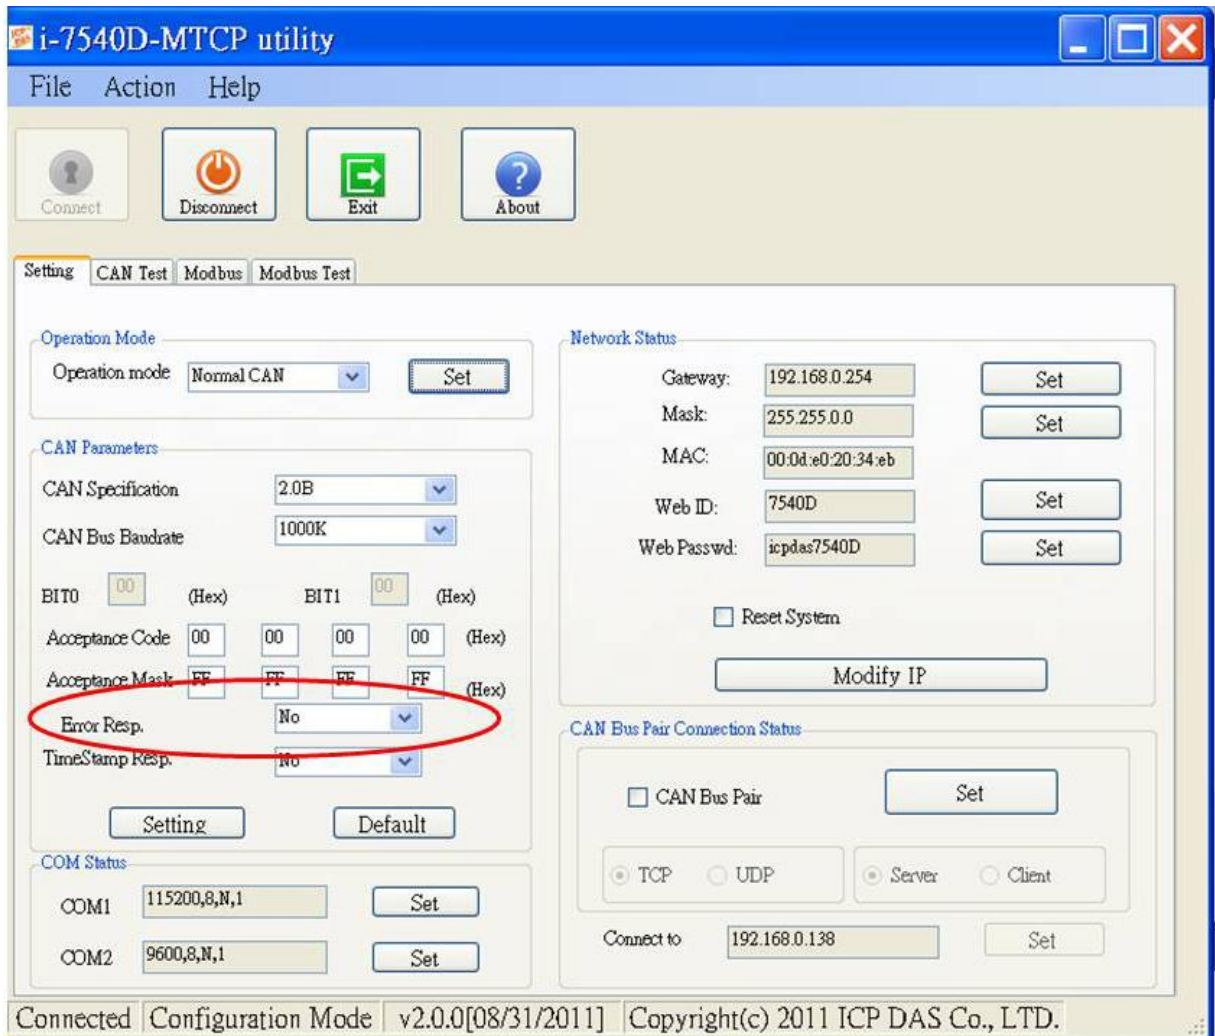 i-7540D-MTCP utility
File Action Help
Connect Disconnect Exit About
Setting CAN Test Modbus Modbus Test
Operation Mode
Operation mode Normal CAN Set
CAN Parameters
CAN Specification 2.0B
CAN Bus Baudrate 1000K
BIT0 00 (Hex) BIT1 00 (Hex)
Acceptance Code 00 00 00 00 (Hex)
Acceptance Mask FF FF FF FF (Hex)
Error Resp. No
TimeStamp Resp. No
Setting Default
COM Status
COM1 115200,8,N,1 Set
COM2 9600,8,N,1 Set
Network Status
Gateway: 192.168.0.254 Set
Mask: 255.255.0.0 Set
MAC: 00:0d:e0:20:34:eb
Web ID: 7540D Set
Web Passwd: icpdas7540D Set
Reset System
Modify IP
CAN Bus Pair Connection Status
CAN Bus Pair Set
TCP UDP Server Client
Connect to 192.168.0.138 Set
Connected Configuration Mode v2.0.0[08/31/2011] Copyright(c) 2011 ICP DAS Co., LTD.